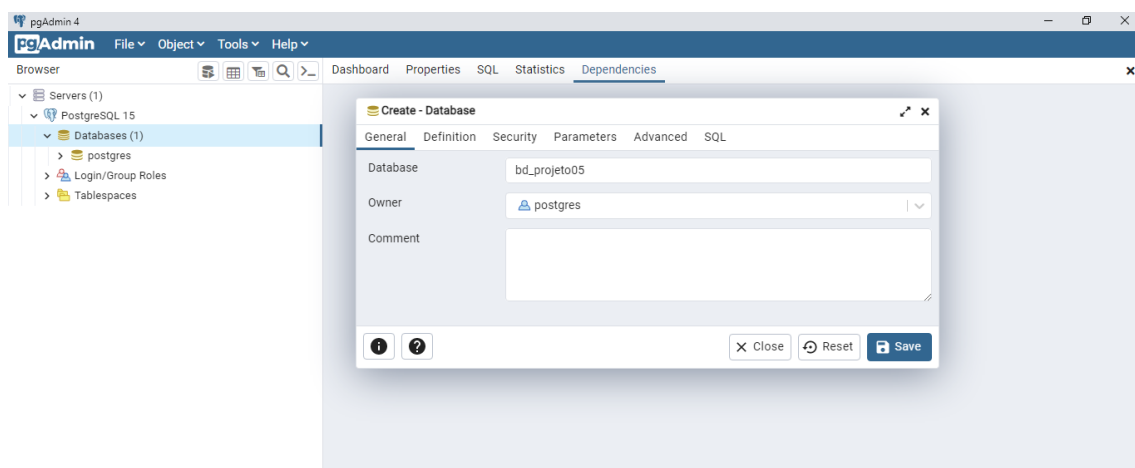 pgAdmin 4
pgAdmin File Object Tools Help
Browser
Dashboard Properties SQL Statistics Dependencies
Servers (1)
PostgreSQL 15
Databases (1)
postgres
Login/Group Roles
Tablespaces
Create - Database
General Definition Security Parameters Advanced SQL
Database bd_projeto05
Owner postgres
Comment
Close Reset Save